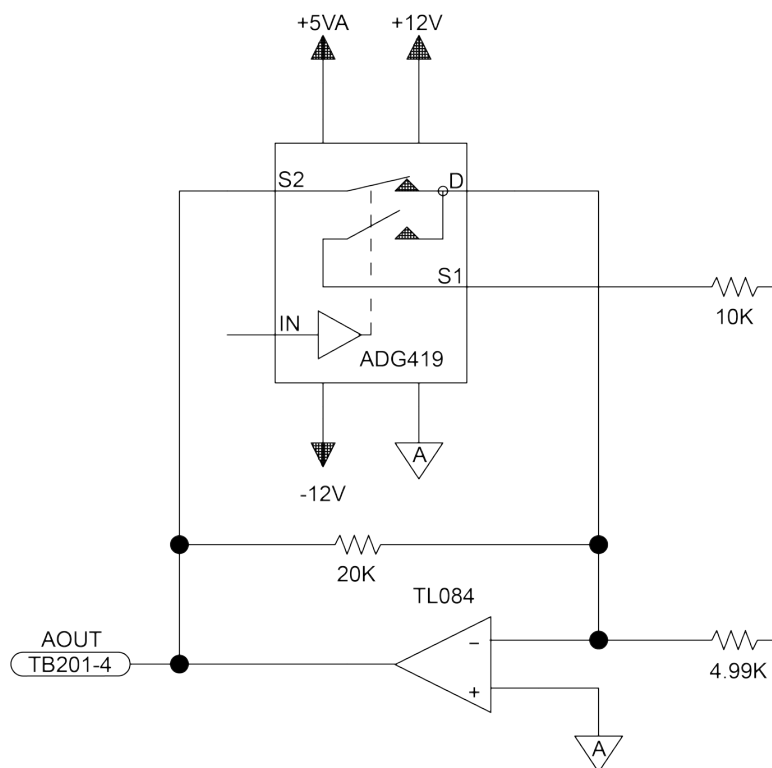 +5VA
+12V
S2
D
S1
10K
IN
ADG419
A
-12V
20K
TL084
AOUT
TB201-4
-
4.99K
+
A